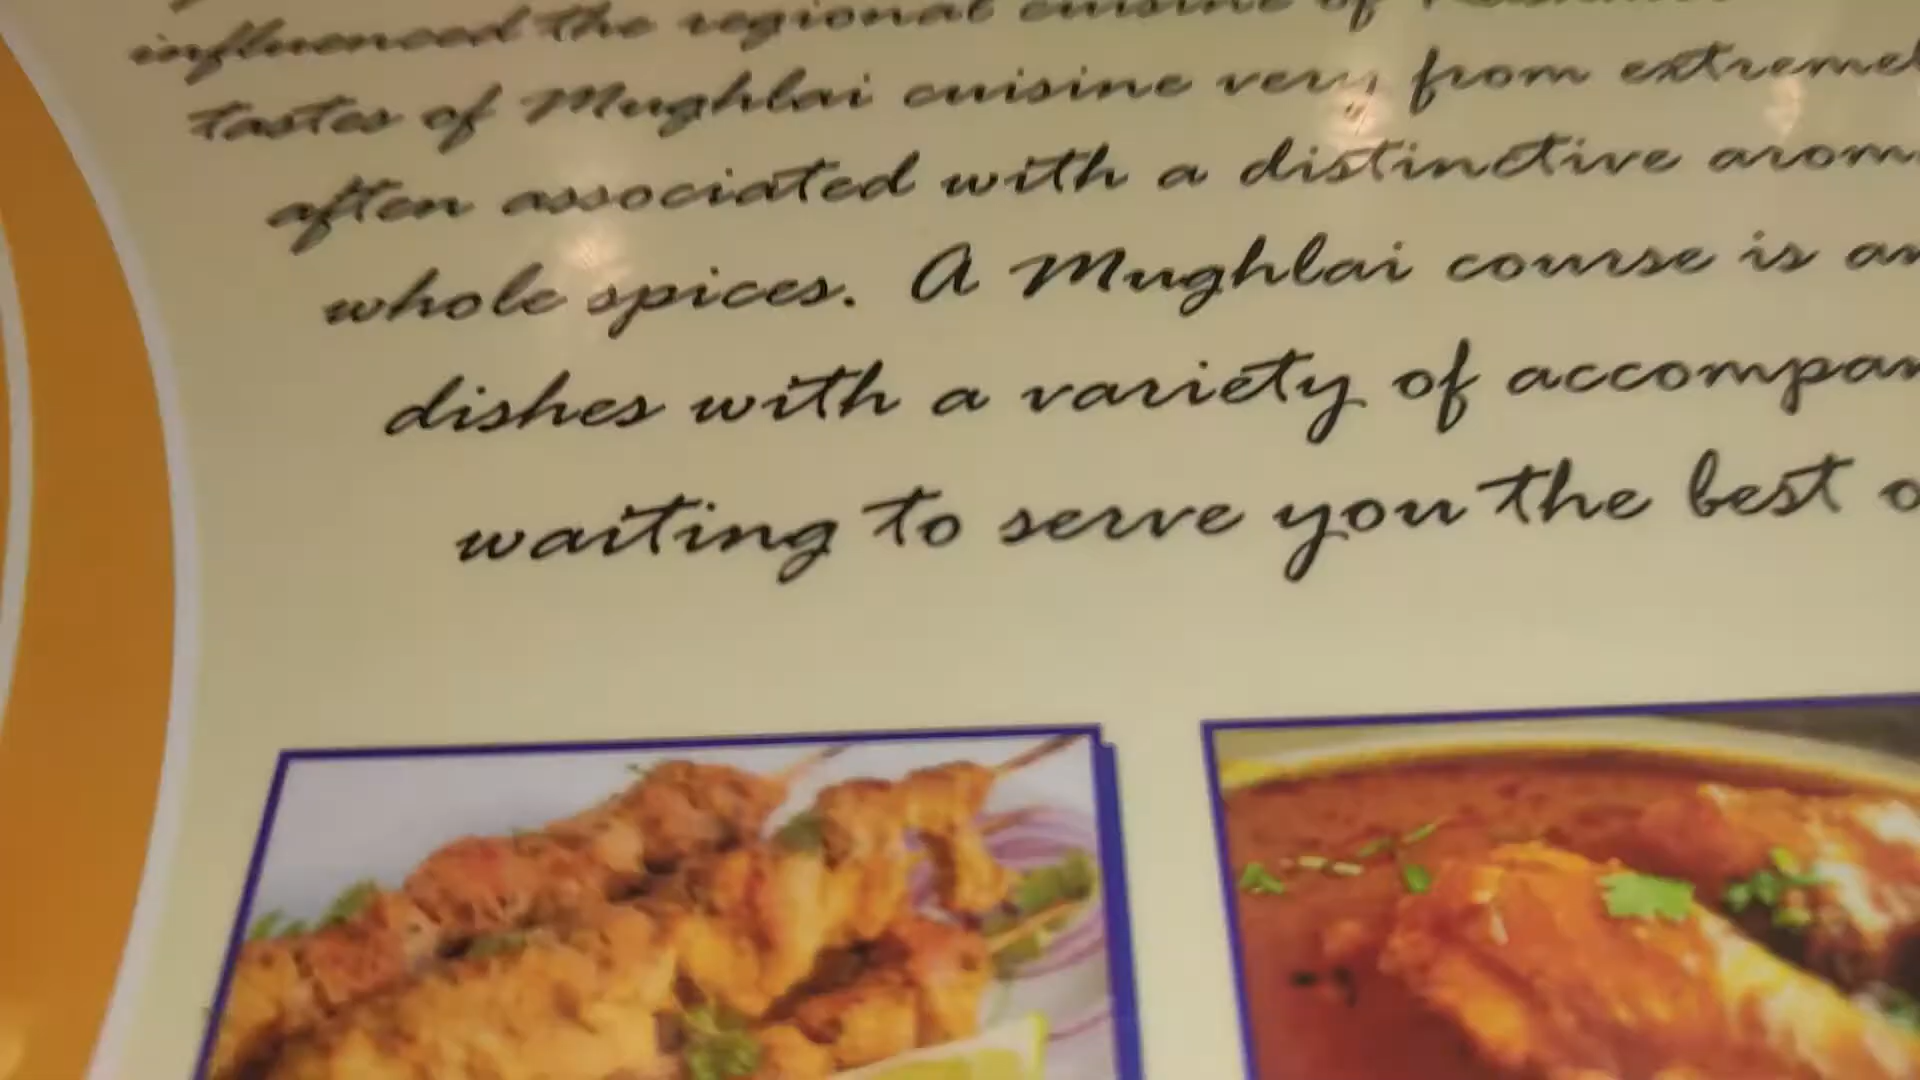 influenced the regional cuisine of
tastes of Mughlai cuisine very from
often associated with a distinctive
whole spices. A Mughlai course is
dishes with a variety of
waiting to serve you the best